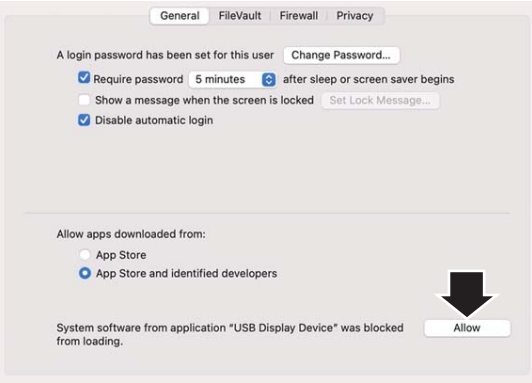 General FileVault Firewall Privacy
A login password has been set for this user Change Password...
Require password 5 minutes after sleep or screen saver begins
Show a message when the screen is locked Set Lock Message...
Disable automatic login
Allow apps downloaded from:
App Store
App Store and identified developers
System software from application “USB Display Device” was blocked Allow
from loading.